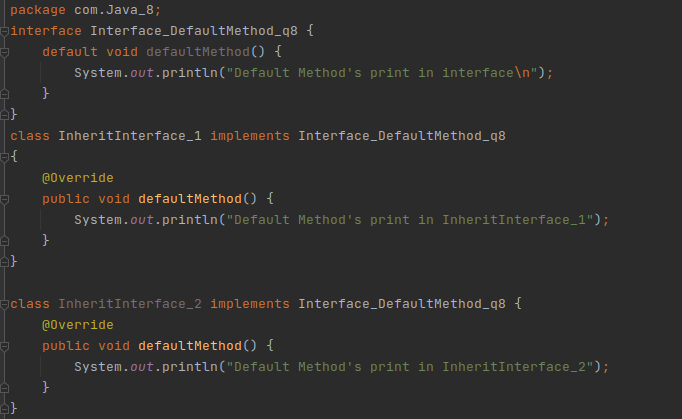 package com.Java_8;
interface Interface_DefaultMethod_q8 {
    default void defaultMethod() {
        System.out.println("Default Method's print in interface\n");
    }
}
class InheritInterface_1 implements Interface_DefaultMethod_q8
{
    @Override
    public void defaultMethod() {
        System.out.println("Default Method's print in InheritInterface_1");
    }
}
class InheritInterface_2 implements Interface_DefaultMethod_q8 {
    @Override
    public void defaultMethod() {
        System.out.println("Default Method's print in InheritInterface_2");
    }
}